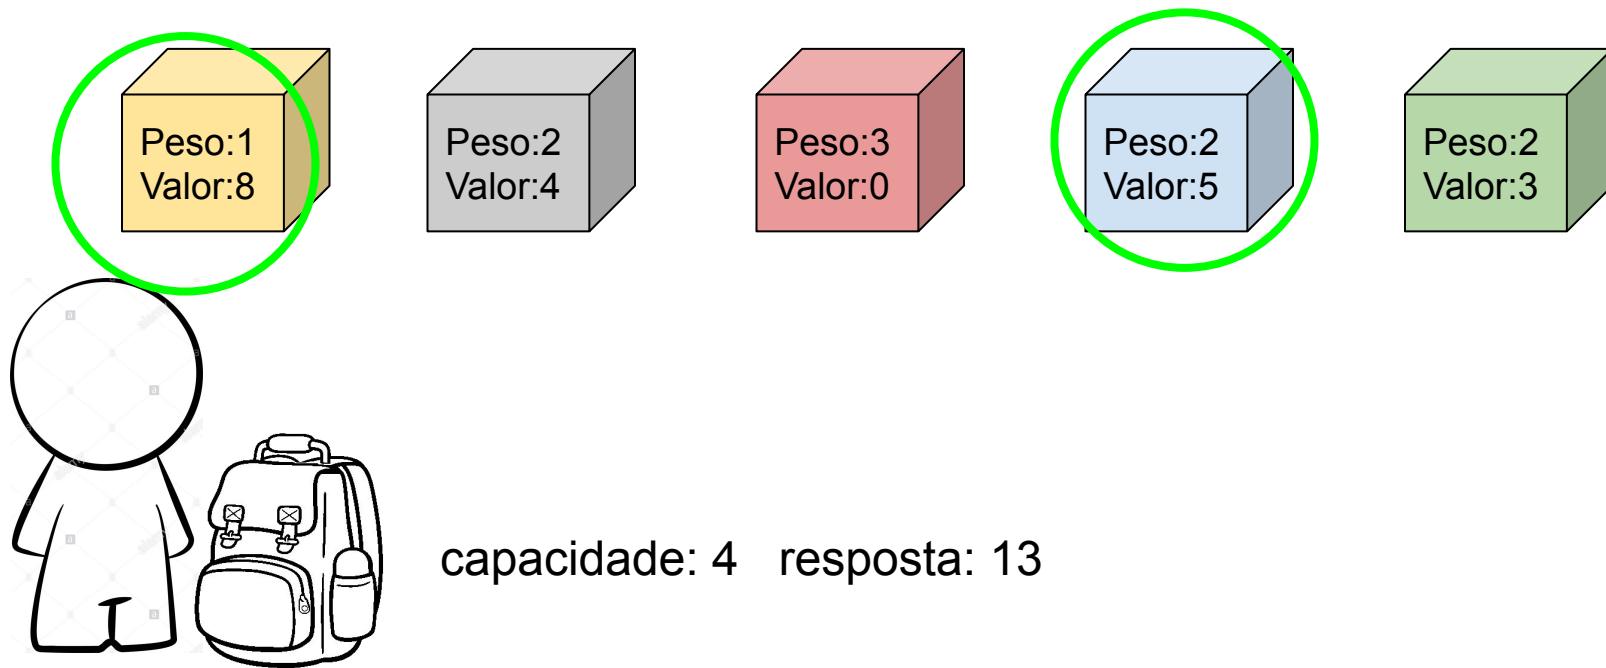 Peso:1
Valor:8
Peso:2
Valor:4
Peso:3
Valor:0
Peso:2
Valor:5
Peso:2
Valor:3
capacidade: 4 resposta: 13